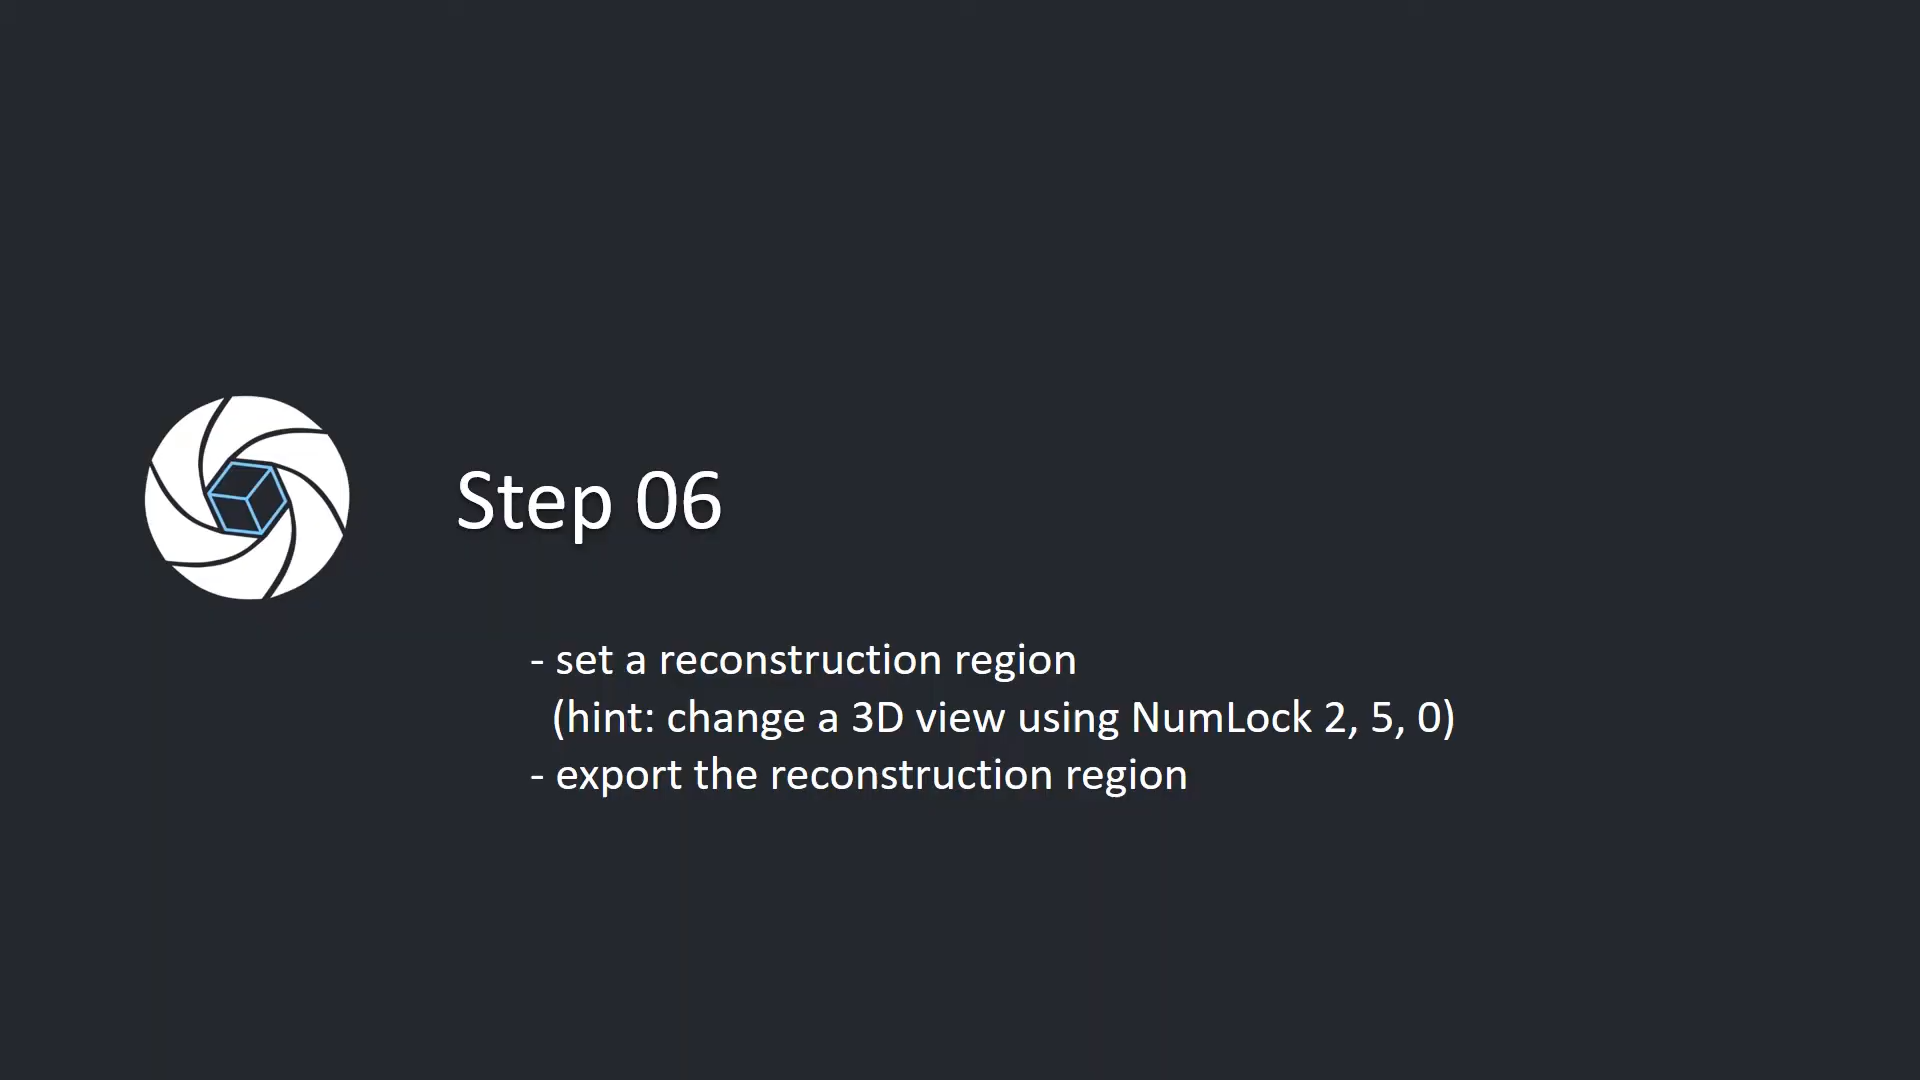 Step 06
- set a reconstruction region
(hint: change a 3D view using NumLock 2, 5, 0)
- export the reconstruction region